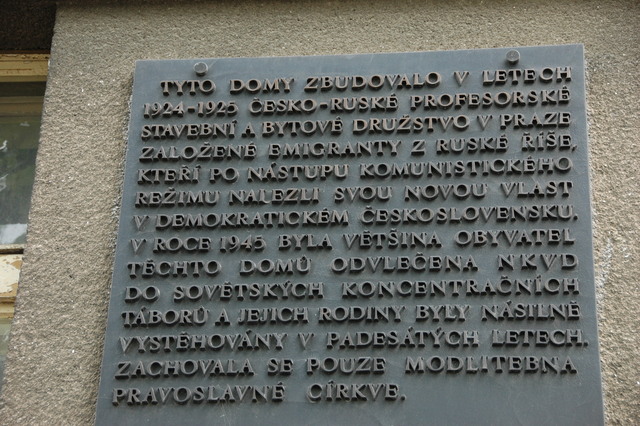 TYTO DOMY ZBUDOVALO V LETECH
1924-1925 ČESKO-RUSKÉ PROFESORSKÉ
STAVEBNÍ A BYTOVÉ DRUŽSTVO V PRAZE
ZALOŽENÉ EMIGRANTY Z RUSKÉ ŘÍŠE,
KTEŘÍ PO NÁSTUPU KOMUNISTICKÉHO
REŽIMU NALEZLI SVOU NOVOU VLAST
V DEMOKRATICKÉM ČESKOSLOVENSKU.
V ROCE 1945 BYLA VĚTŠINA OBYVATEL
TĚCHTO DOMŮ ODVLEČENA NKVD
DO SOVĚTSKÝCH KONCENTRAČNÍCH
TÁBORŮ A JEJICH RODINY BYLY NÁSILNĚ
VYSTĚHOVÁNY V PADESÁTÝCH LETECH.
ZACHOVALA SE POUZE MODLITEBNA
PRAVOSLAVNÉ CÍRKVE.